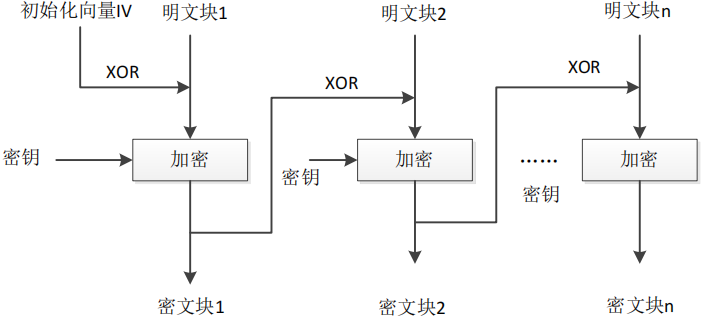 初始化向量IV
明文块1
明文块2
明文块n
XOR
XOR
XOR
密钥
加密
密钥
加密
……
密钥
加密
密文块1
密文块2
密文块n